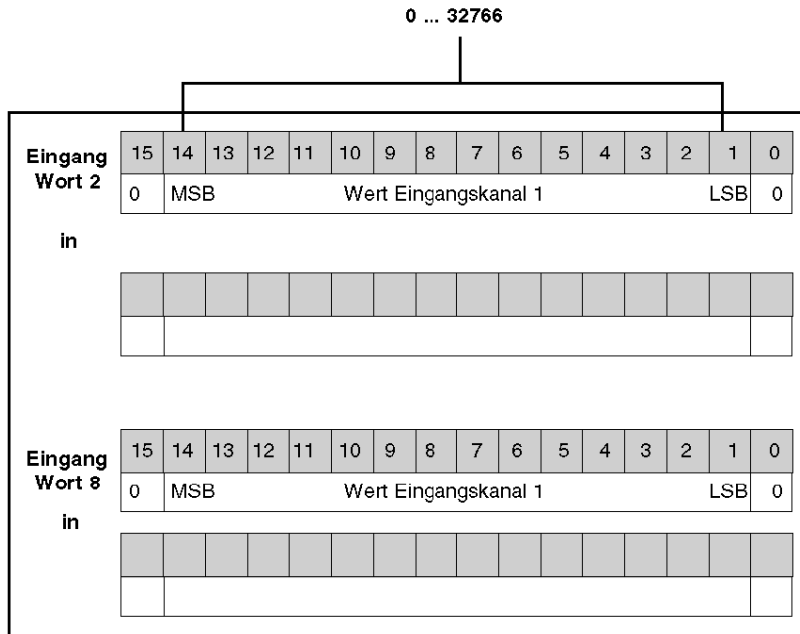 0 ... 32766
Eingang Wort 2
15 14 13 12 11 10 9 8 7 6 5 4 3 2 1 0
0 MSB Wert Eingangskanal 1 LSB 0
in
Eingang Wort 8
15 14 13 12 11 10 9 8 7 6 5 4 3 2 1 0
0 MSB Wert Eingangskanal 1 LSB 0
in